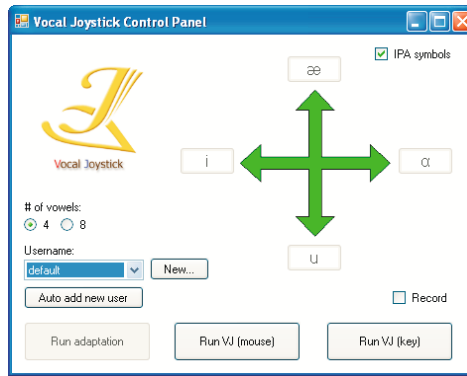 Vocal Joystick Control Panel
IPA symbols
æ
Vocal Joystick
i
ɑ
# of vowels:
4 8
u
Username:
default New...
Auto add new user
Record
Run adaptation Run VJ (mouse) Run VJ (key)